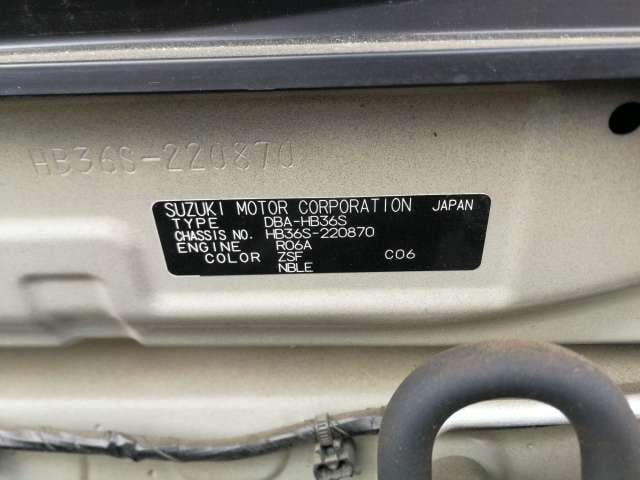 HB36S-220870
SUZUKI MOTOR CORPORATION JAPAN
TYPE DBA-HB36S
CHASSIS NO. HB36S-220870
ENGINE R06A
COLOR ZSF C06
NBLE